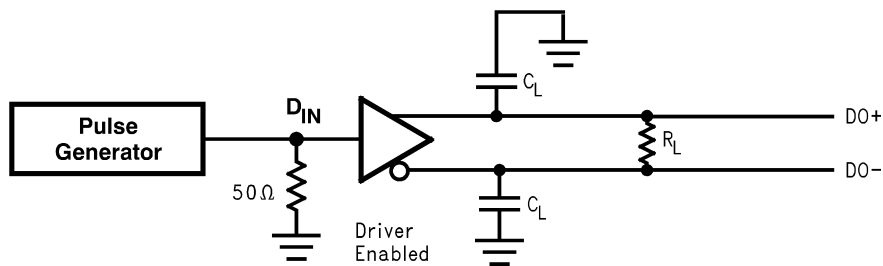 Pulse
Generator
D_IN
50Ω
Driver
Enabled
C_L
C_L
R_L
DO+
DO−